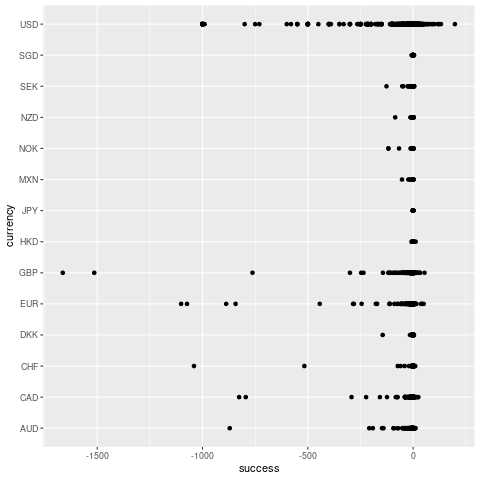 USD
SGD
SEK
NZD
NOK
MXN
JPY
HKD
GBP
EUR
DKK
CHF
CAD
AUD
currency
-1500 -1000 -500 0
success